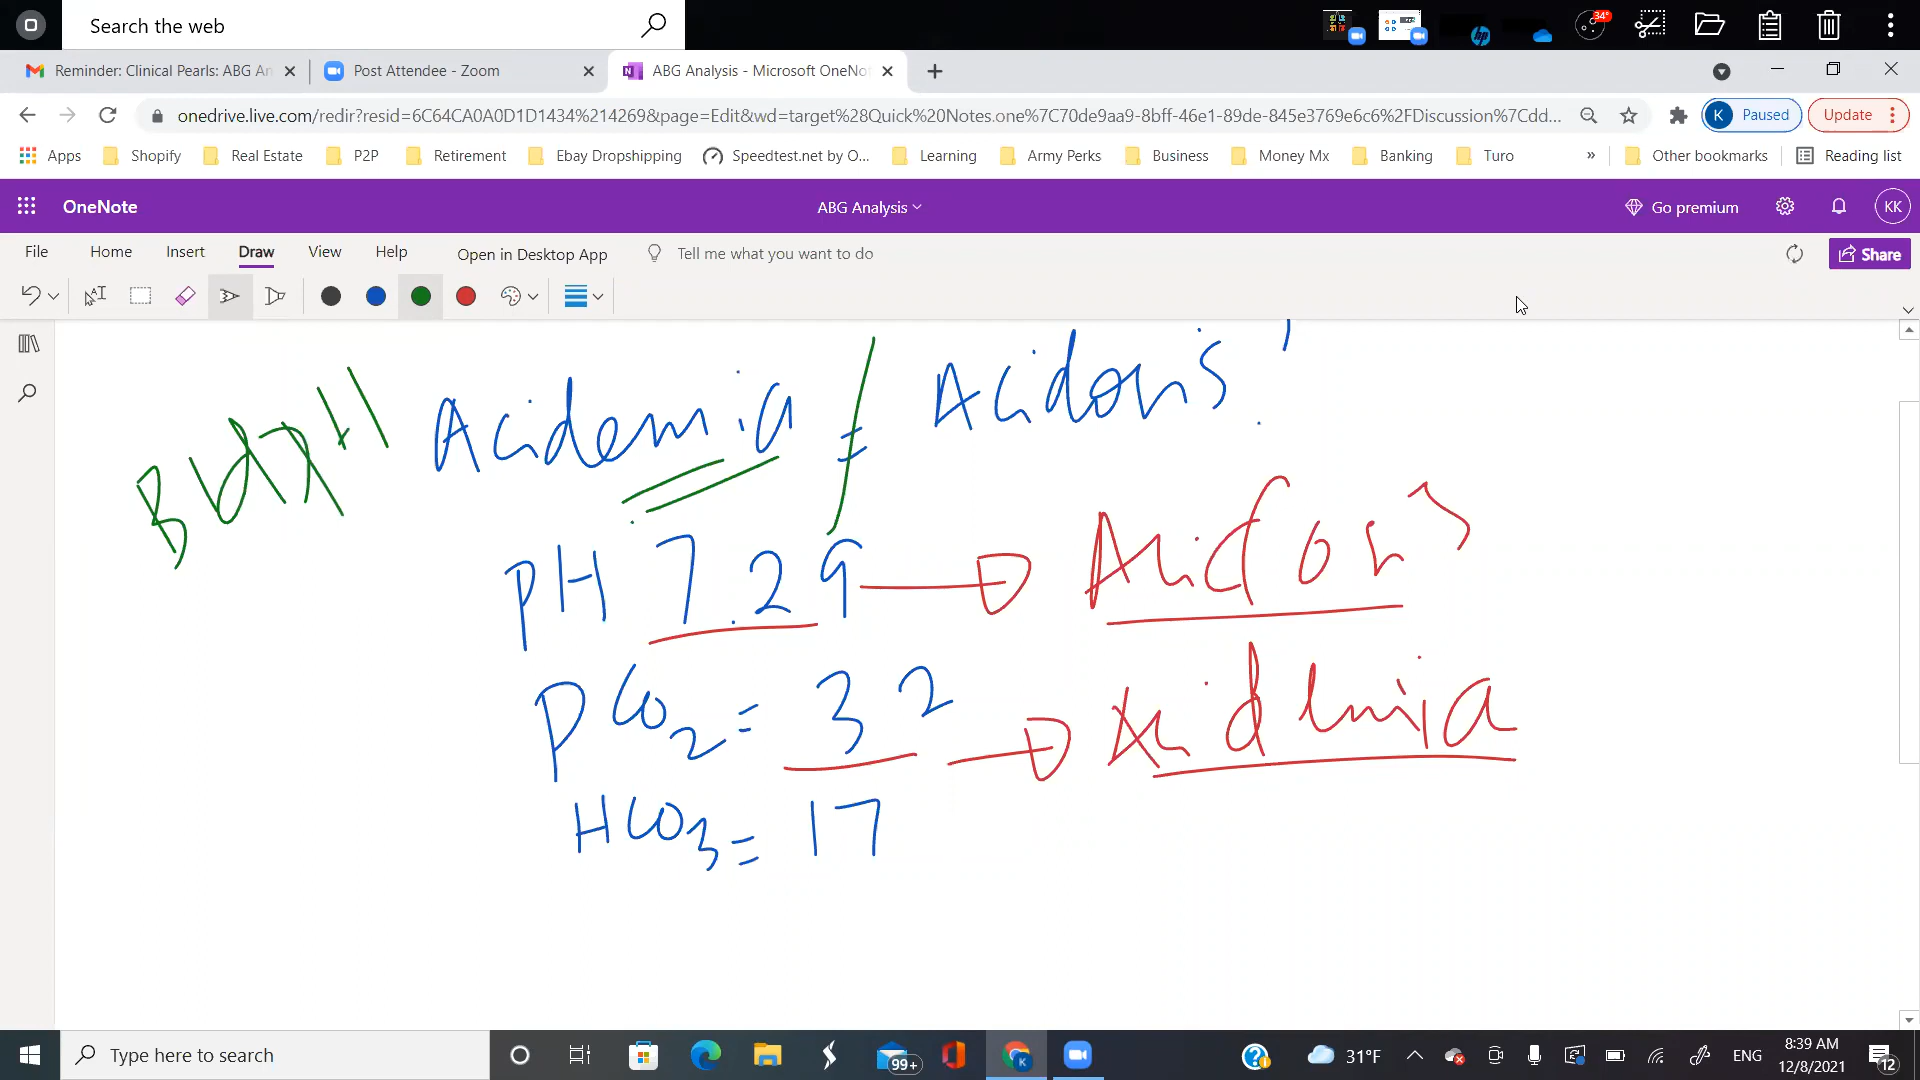 Search the web
34°
Reminder: Clinical Pearls: ABG An
Post Attendee - Zoom
ABG Analysis - Microsoft OneNo
onedrive.live.com/redir?resid=6C64CA0A0D1D1434%214269&page=Edit&wd=target%28Quick%20Notes.one%7C70de9aa9-8bff-46e1-89de-845e3769e6c6%2FDiscussion%7Cdd...
K Paused
Update
Apps Shopify Real Estate P2P Retirement Ebay Dropshipping Speedtest.net by O... Learning Army Perks Business Money Mx Banking Turo » Other bookmarks Reading list
OneNote
ABG Analysis
Go premium
KK
File Home Insert Draw View Help Open in Desktop App Tell me what you want to do
Share
Acidemia = Acidosis
pH 7.29
Acidosis
PCO2 = 32
Acidemia
HCO3 = 17
Type here to search
99+
31°F
ENG
8:39 AM
12/8/2021
12